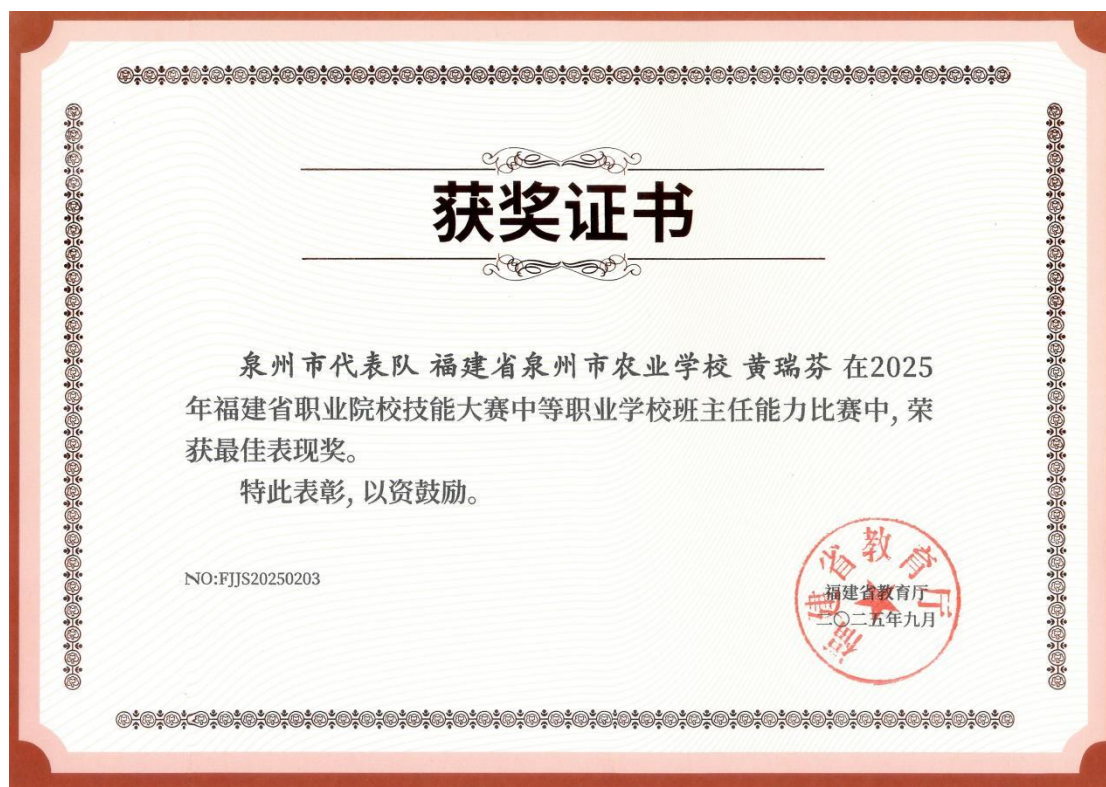 获奖证书
泉州市代表队 福建省泉州市农业学校 黄瑞芬 在2025
年福建省职业院校技能大赛中等职业学校班主任能力比赛中, 荣
获最佳表现奖。
特此表彰, 以资鼓励。
NO:FJJS20250203
福建省教育厅
福建省教育厅
二〇二五年九月